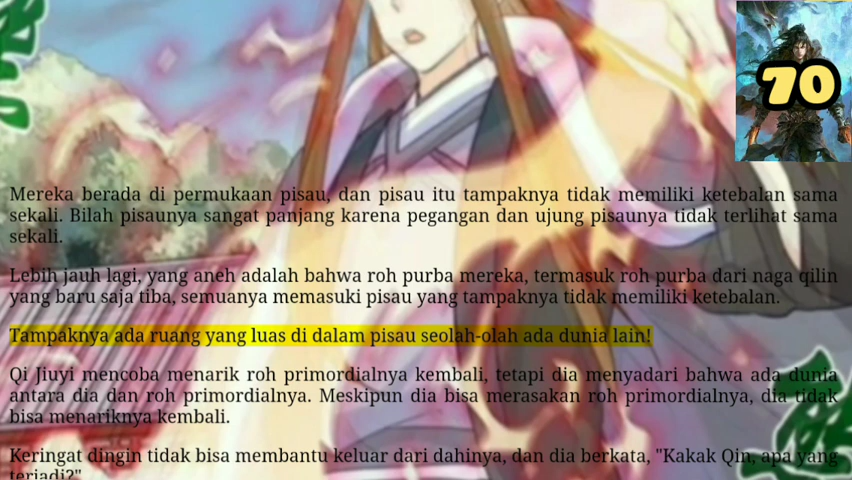 70
Mereka berada di permukaan pisau, dan pisau itu tampaknya tidak memiliki ketebalan sama
sekali. Bilah pisaunya sangat panjang karena pegangan dan ujung pisaunya tidak terlihat sama
sekali.
Lebih jauh lagi, yang aneh adalah bahwa roh purba mereka, termasuk roh purba dari naga qilin
yang baru saja tiba, semuanya memasuki pisau yang tampaknya tidak memiliki ketebalan.
Tampaknya ada ruang yang luas di dalam pisau seolah-olah ada dunia lain!
Qi Jiuyi mencoba menarik roh primordialnya kembali, tetapi dia menyadari bahwa ada dunia
antara dia dan roh primordialnya. Meskipun dia bisa merasakan roh primordialnya, dia tidak
bisa menariknya kembali.
Keringat dingin tidak bisa membantu keluar dari dahinya, dan dia berkata, "Kakak Qin, apa yang
terjadi?"